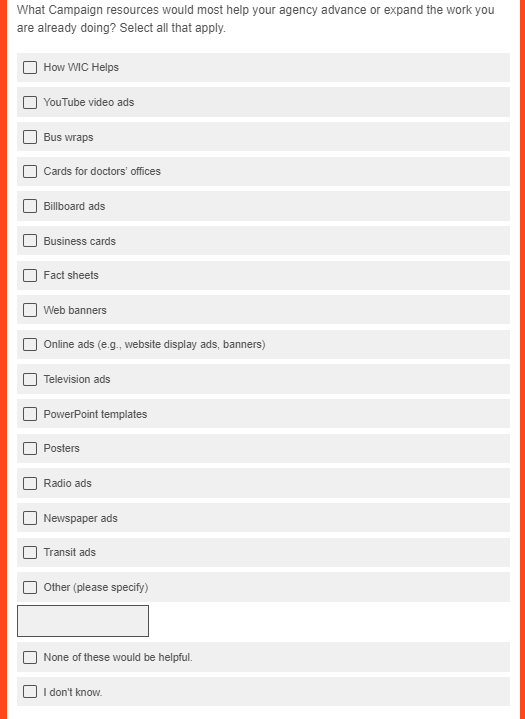 What Campaign resources would most help your agency advance or expand the work you
are already doing? Select all that apply.
How WIC Helps
YouTube video ads
Bus wraps
Cards for doctors' offices
Billboard ads
Business cards
Fact sheets
Web banners
Online ads (e.g., website display ads, banners)
Television ads
PowerPoint templates
Posters
Radio ads
Newspaper ads
Transit ads
Other (please specify)
None of these would be helpful.
I don't know.